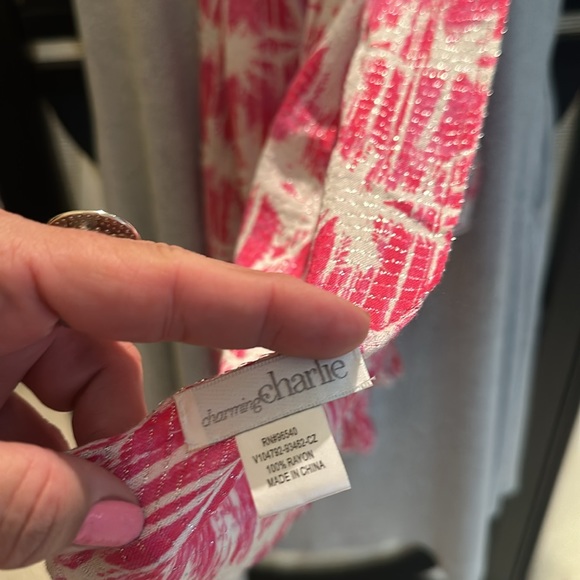 charming charlie
RN#96540
V104792-93482-CZ
100% RAYON
MADE IN CHINA